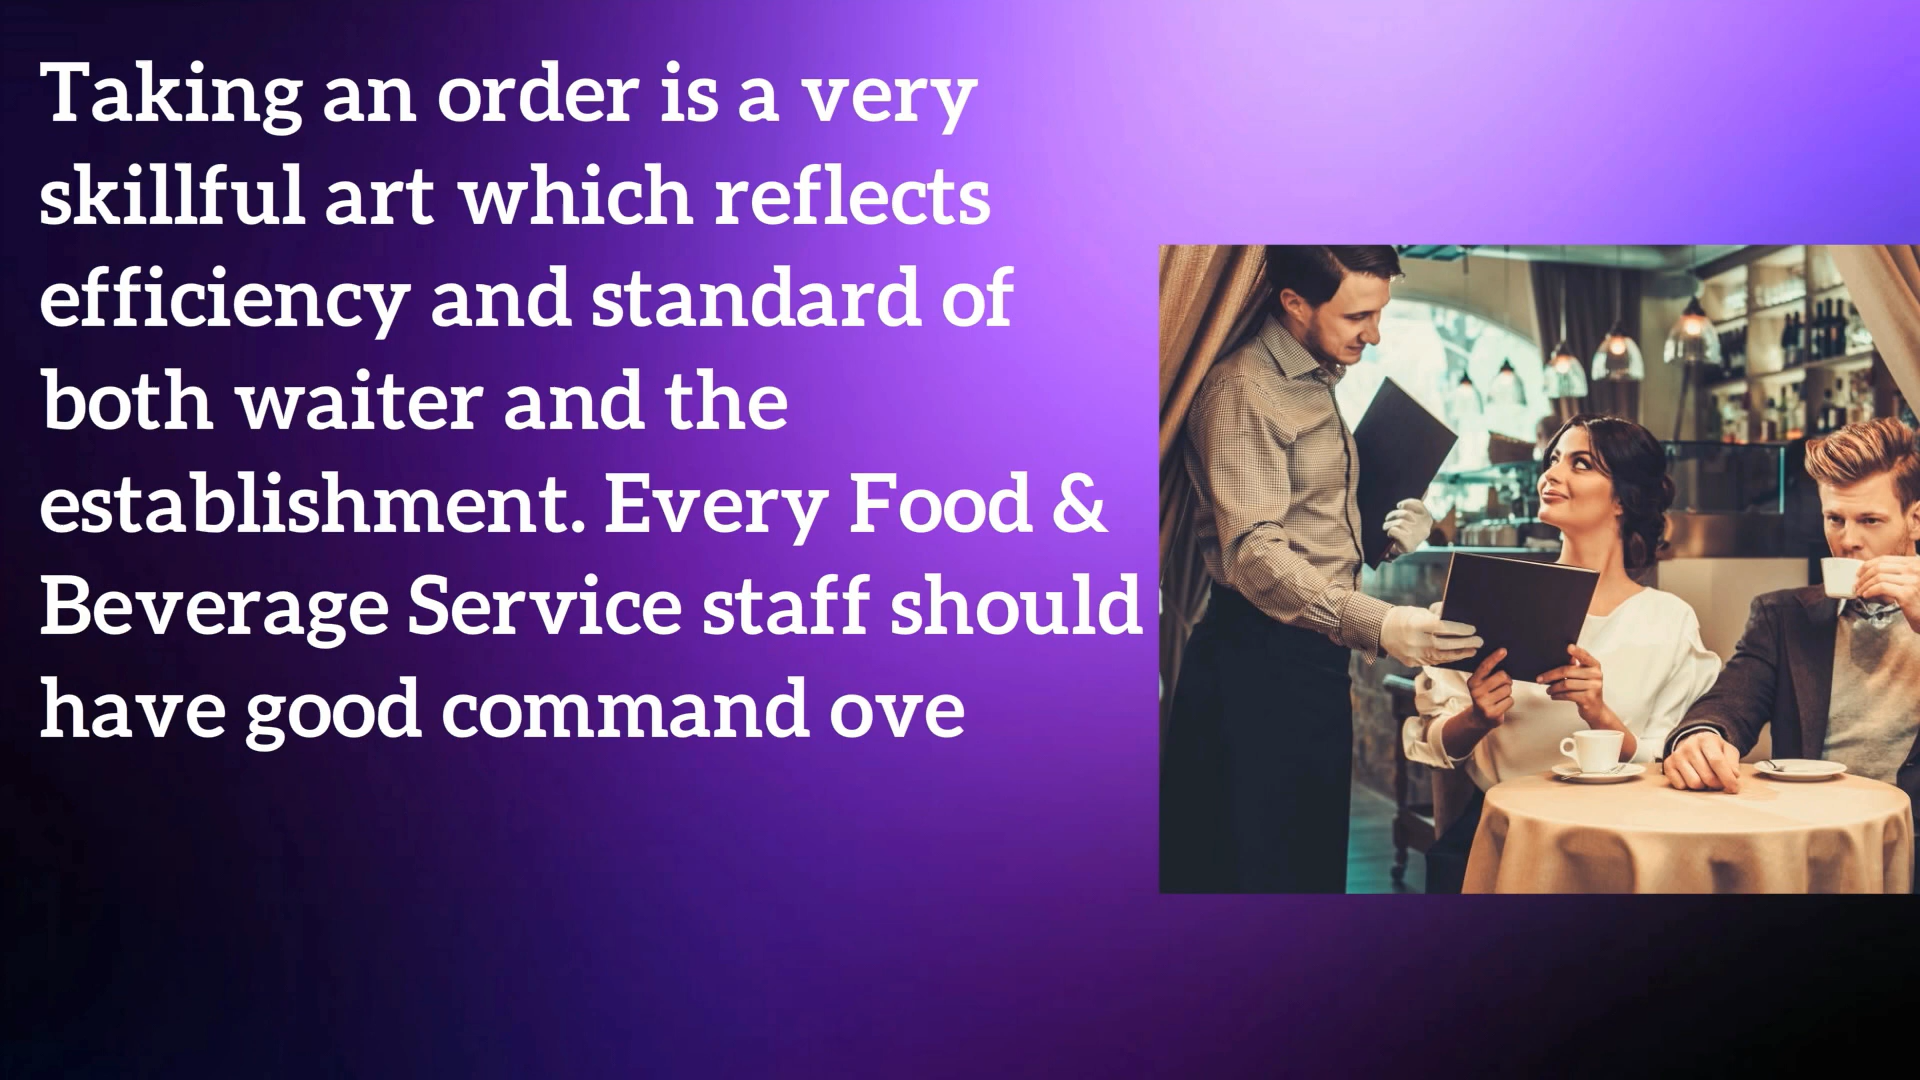 Taking an order is a very
skillful art which reflects
efficiency and standard of
both waiter and the
establishment. Every Food &
Beverage Service staff should
have good command ove